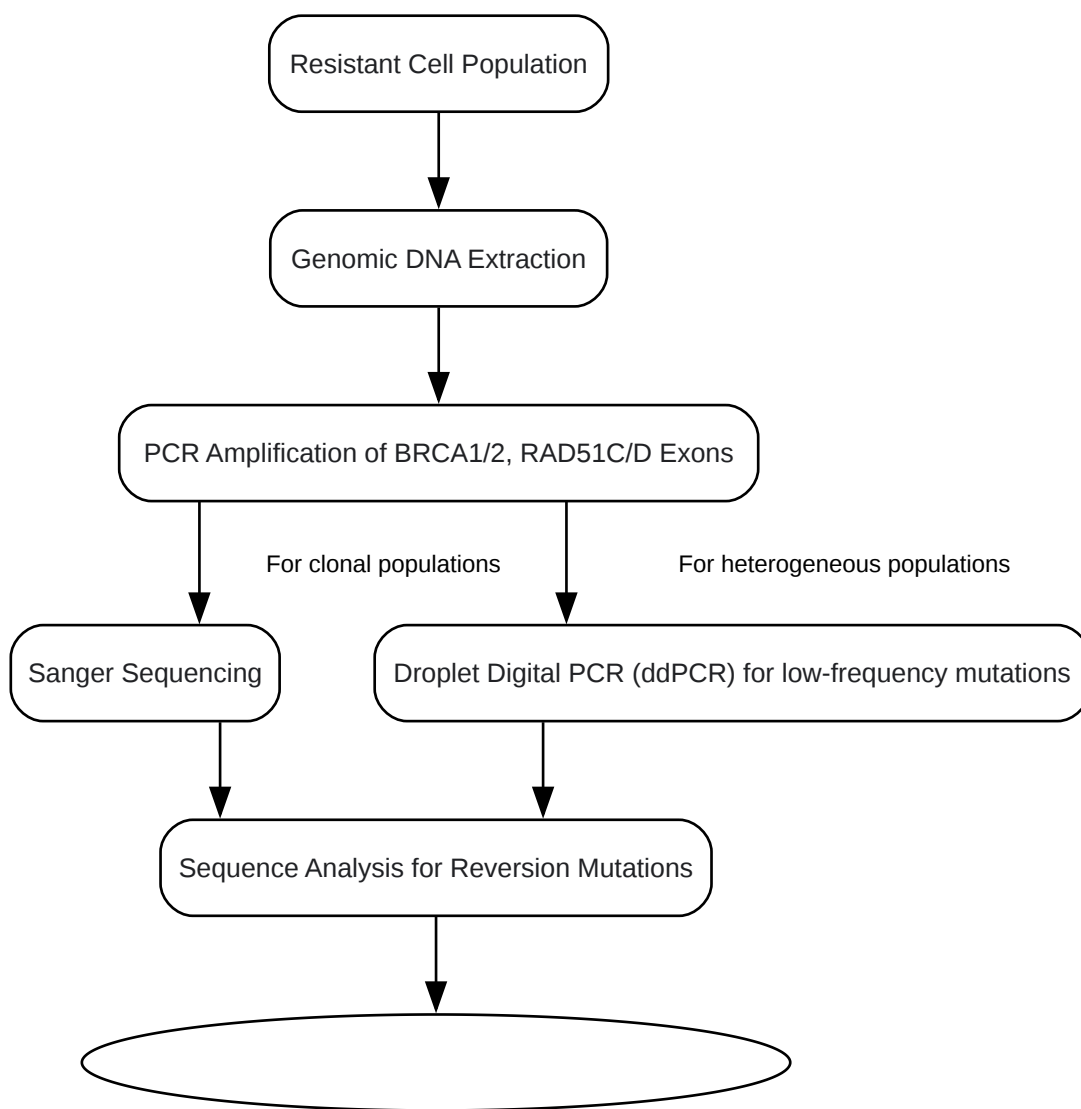 Resistant Cell Population
Genomic DNA Extraction
PCR Amplification of BRCA1/2, RAD51C/D Exons
For clonal populations
For heterogeneous populations
Sanger Sequencing
Droplet Digital PCR (ddPCR) for low-frequency mutations
Sequence Analysis for Reversion Mutations